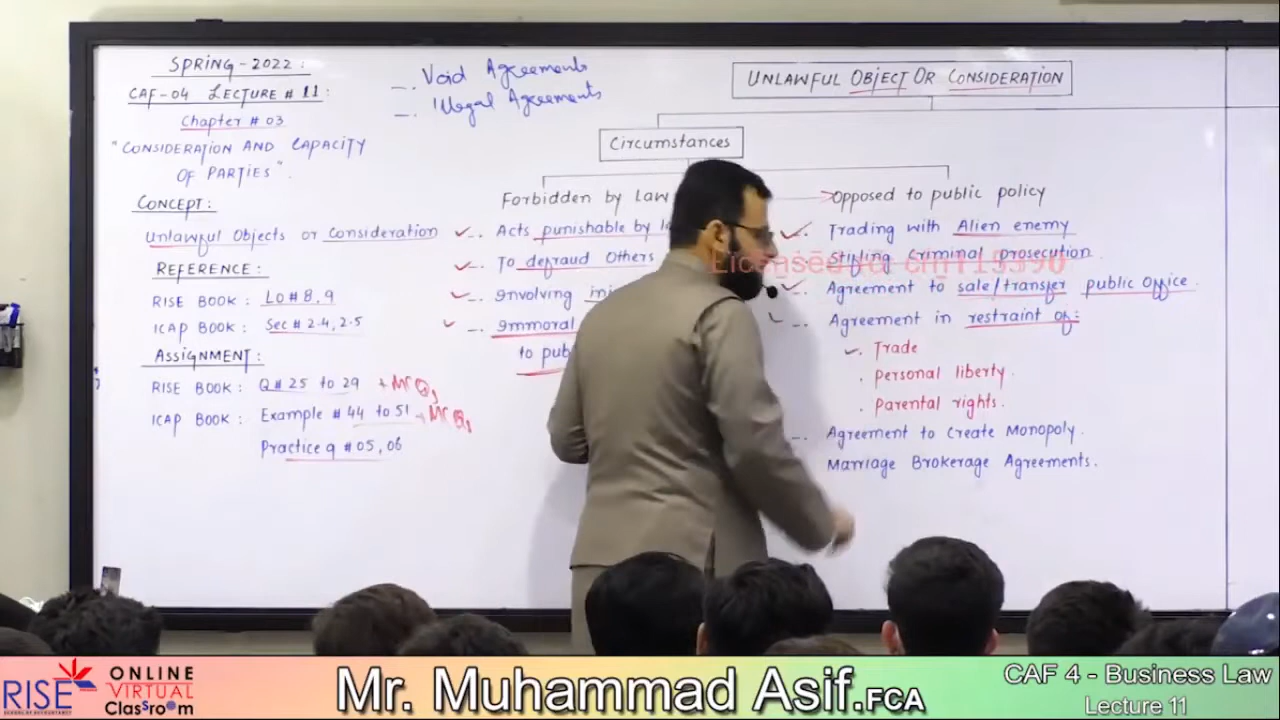 SPRING-2022:
CAF-04 LECTURE # 11:
Chapter # 03
"CONSIDERATION AND CAPACITY
OF PARTIES".
CONCEPT:
Unlawful Objects or Consideration
REFERENCE:
RISE BOOK: LO#8,9
ICAP BOOK: Sec # 2.4, 2.5
ASSIGNMENT:
RISE BOOK: Q# 25 to 29 + MCQs
ICAP BOOK: Example # 44 to 51 + MCQs
Practice q # 05, 06
Void Agreements
Illegal Agreements
UNLAWFUL OBJECT OR CONSIDERATION
Circumstances
Forbidden by Law
Acts punishable by
To defraud Others
Involving
Immoral
to
Opposed to public policy
Trading with Alien enemy
Stifling Criminal prosecution.
Agreement to sale/transfer public office.
Agreement in restraint of:
Trade
Personal liberty.
Parental rights.
Agreement to Create Monopoly.
Marriage Brokerage Agreements.
RISE
ONLINE
VIRTUAL
Classroom
Mr. Muhammad Asif.FCA
CAF 4 - Business Law
Lecture 11